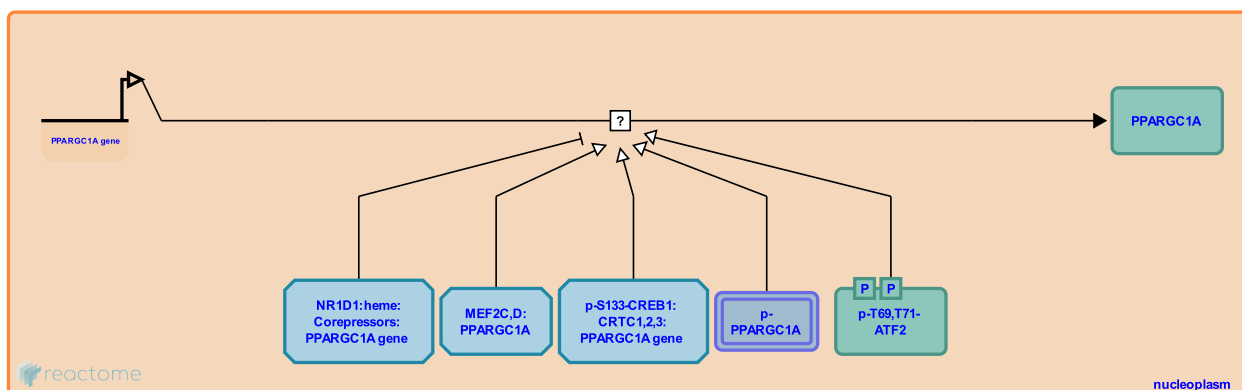 PPARGC1A gene
?
PPARGC1A
NR1D1:heme:
Corepressors:
PPARGC1A gene
MEF2C,D:
PPARGC1A
p-S133-CREB1:
CRTC1,2,3:
PPARGC1A gene
p-
PPARGC1A
P P
p-T69,T71-
ATF2
reactome
nucleoplasm